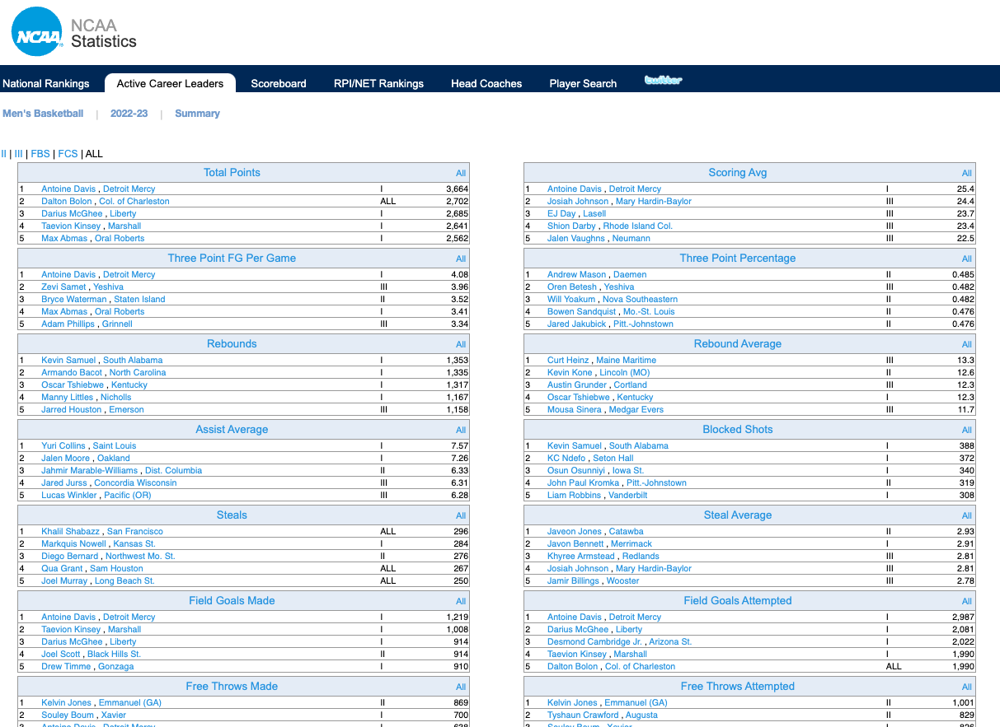 NCAA
NCAA
Statistics
National Rankings Active Career Leaders Scoreboard RPI/NET Rankings Head Coaches Player Search twitter
Men's Basketball | 2022-23 | Summary
II | III | FBS | FCS | ALL
Total Points All
1 Antoine Davis , Detroit Mercy I 3,664
2 Dalton Bolon , Col. of Charleston ALL 2,702
3 Darius McGhee , Liberty I 2,685
4 Taevion Kinsey , Marshall I 2,641
5 Max Abmas , Oral Roberts I 2,562
Scoring Avg All
1 Antoine Davis , Detroit Mercy I 25.4
2 Josiah Johnson , Mary Hardin-Baylor III 24.4
3 EJ Day , Lasell III 23.7
4 Shion Darby , Rhode Island Col. III 23.4
5 Jalen Vaughns , Neumann III 22.5
Three Point FG Per Game All
1 Antoine Davis , Detroit Mercy I 4.08
2 Zevi Samet , Yeshiva III 3.96
3 Bryce Waterman , Staten Island II 3.52
4 Max Abmas , Oral Roberts I 3.41
5 Adam Phillips , Grinnell III 3.34
Three Point Percentage All
1 Andrew Mason , Daemen II 0.485
2 Oren Betesh , Yeshiva III 0.482
3 Will Yoakum , Nova Southeastern II 0.482
4 Bowen Sandquist , Mo.-St. Louis II 0.476
5 Jared Jakubick , Pitt.-Johnstown II 0.476
Rebounds All
1 Kevin Samuel , South Alabama I 1,353
2 Armando Bacot , North Carolina I 1,335
3 Oscar Tshiebwe , Kentucky I 1,317
4 Manny Littles , Nicholls I 1,167
5 Jarred Houston , Emerson III 1,158
Rebound Average All
1 Curt Heinz , Maine Maritime III 13.3
2 Kevin Kone , Lincoln (MO) II 12.6
3 Austin Grunder , Cortland III 12.3
4 Oscar Tshiebwe , Kentucky I 12.3
5 Mousa Sinera , Medgar Evers III 11.7
Assist Average All
1 Yuri Collins , Saint Louis I 7.57
2 Jalen Moore , Oakland I 7.26
3 Jahmir Marable-Williams , Dist. Columbia II 6.33
4 Jared Jurss , Concordia Wisconsin III 6.31
5 Lucas Winkler , Pacific (OR) III 6.28
Blocked Shots All
1 Kevin Samuel , South Alabama I 388
2 KC Ndefo , Seton Hall I 372
3 Osun Osunniyi , Iowa St. I 340
4 John Paul Kromka , Pitt.-Johnstown II 319
5 Liam Robbins , Vanderbilt I 308
Steals All
1 Khalil Shabazz , San Francisco ALL 296
2 Markquis Nowell , Kansas St. I 284
3 Diego Bernard , Northwest Mo. St. II 276
4 Qua Grant , Sam Houston ALL 267
5 Joel Murray , Long Beach St. ALL 250
Steal Average All
1 Javeon Jones , Catawba II 2.93
2 Javon Bennett , Merrimack I 2.91
3 Khyree Armstead , Redlands III 2.81
4 Josiah Johnson , Mary Hardin-Baylor III 2.81
5 Jamir Billings , Wooster III 2.78
Field Goals Made All
1 Antoine Davis , Detroit Mercy I 1,219
2 Taevion Kinsey , Marshall I 1,008
3 Darius McGhee , Liberty I 914
4 Joel Scott , Black Hills St. II 914
5 Drew Timme , Gonzaga I 910
Field Goals Attempted All
1 Antoine Davis , Detroit Mercy I 2,987
2 Darius McGhee , Liberty I 2,081
3 Desmond Cambridge Jr. , Arizona St. I 2,022
4 Taevion Kinsey , Marshall I 1,990
5 Dalton Bolon , Col. of Charleston ALL 1,990
Free Throws Made All
1 Kelvin Jones , Emmanuel (GA) II 869
2 Souley Boum , Xavier I 700
3 Antoine Davis , Detroit Mercy I
Free Throws Attempted All
1 Kelvin Jones , Emmanuel (GA) II 1,001
2 Tyshaun Crawford , Augusta II 829
3 Souley Boum , Xavier I